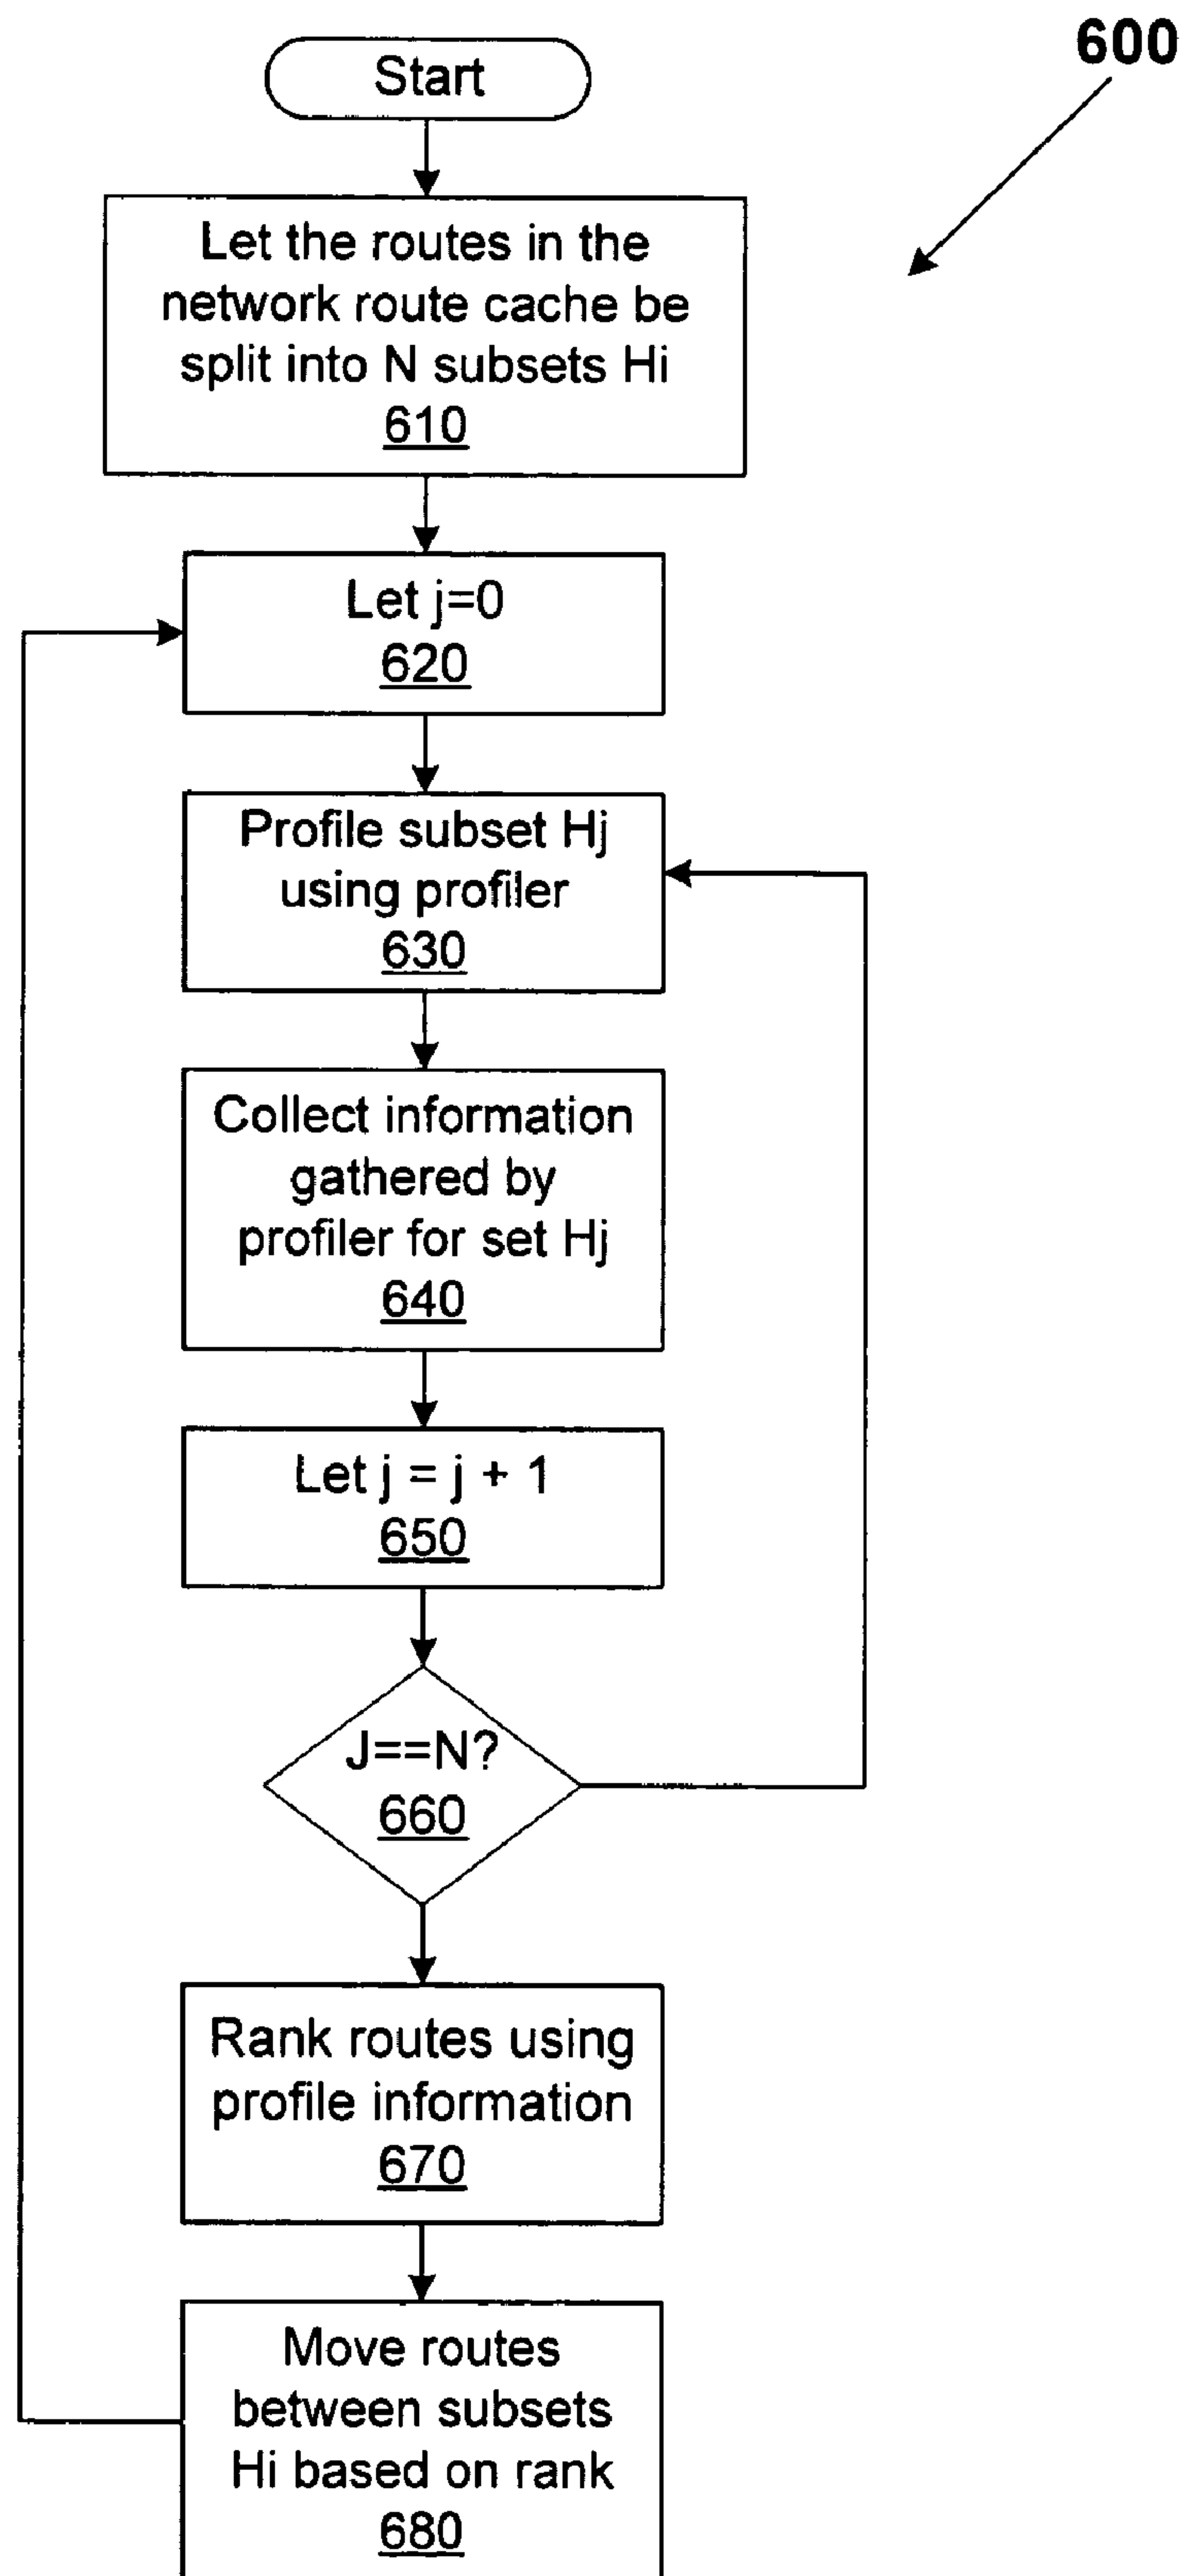 600
Start
Let the routes in the
network route cache be
split into N subsets Hi
610
Let j=0
620
Profile subset Hj
using profiler
630
Collect information
gathered by
profiler for set Hj
640
Let j = j + 1
650
J==N?
660
Rank routes using
profile information
670
Move routes
between subsets
Hi based on rank
680